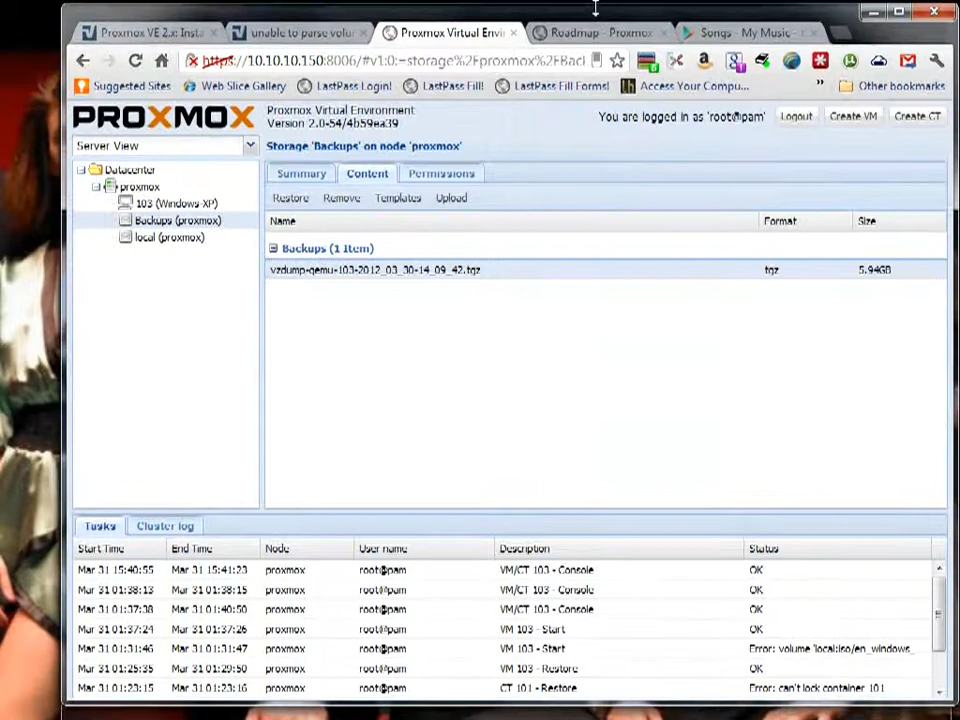 Proxmox VE 2.x: Insta
unable to parse volu
Proxmox Virtual Envir
Roadmap - Proxmox
Songs - My Music -
https://10.10.10.150:8006/#v1:0:=storage%2Fproxmox%2FBacl
Suggested Sites
Web Slice Gallery
LastPass Login!
LastPass Fill!
LastPass Fill Forms!
Access Your Compu...
»
Other bookmarks
PROXMOX
Proxmox Virtual Environment
Version 2.0-54/4b59ea39
You are logged in as 'root@pam'
Logout
Create VM
Create CT
Server View
Storage 'Backups' on node 'proxmox'
Datacenter
proxmox
103 (Windows-XP)
Backups (proxmox)
local (proxmox)
Summary
Content
Permissions
Restore
Remove
Templates
Upload
Name Format Size
Backups (1 Item)
vzdump-qemu-103-2012_03_30-14_09_42.tgz tgz 5.94GB
Tasks
Cluster log
Start Time End Time Node User name Description Status
Mar 31 15:40:55 Mar 31 15:41:23 proxmox root@pam VM/CT 103 - Console OK
Mar 31 01:38:13 Mar 31 01:38:15 proxmox root@pam VM/CT 103 - Console OK
Mar 31 01:37:38 Mar 31 01:40:50 proxmox root@pam VM/CT 103 - Console OK
Mar 31 01:37:24 Mar 31 01:37:26 proxmox root@pam VM 103 - Start OK
Mar 31 01:31:46 Mar 31 01:31:47 proxmox root@pam VM 103 - Start Error: volume 'local:iso/en_windows_
Mar 31 01:25:35 Mar 31 01:29:50 proxmox root@pam VM 103 - Restore OK
Mar 31 01:23:15 Mar 31 01:23:16 proxmox root@pam CT 101 - Restore Error: can't lock container 101